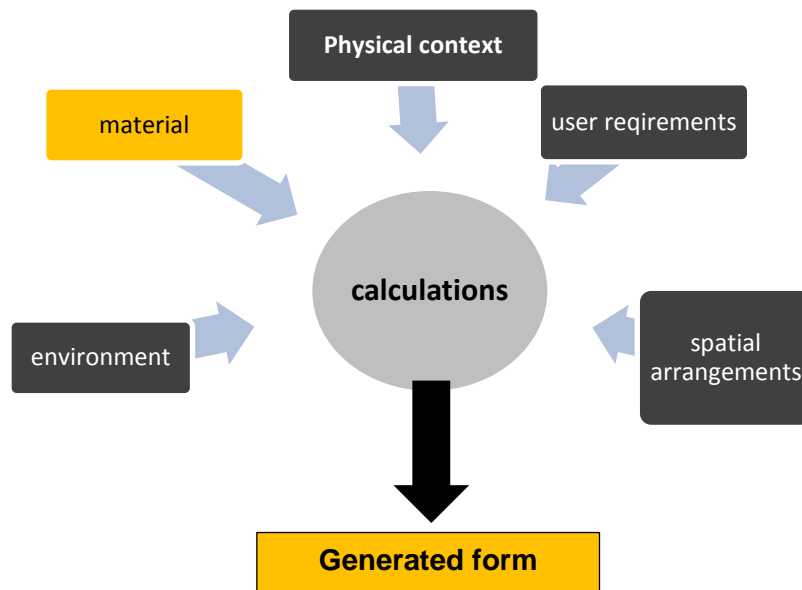 Physical context
material
user reqirements
calculations
environment
spatial
arrangements
Generated form